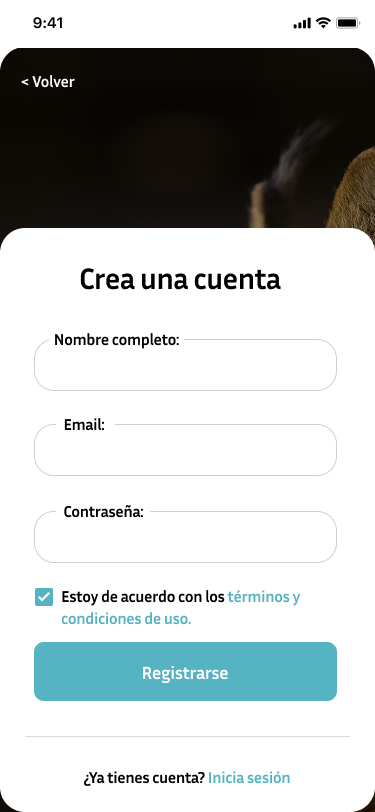 9:41
< Volver
Crea una cuenta
Nombre completo:
Email:
Contraseña:
Estoy de acuerdo con los términos y
condiciones de uso.
Registrarse
¿Ya tienes cuenta? Inicia sesión